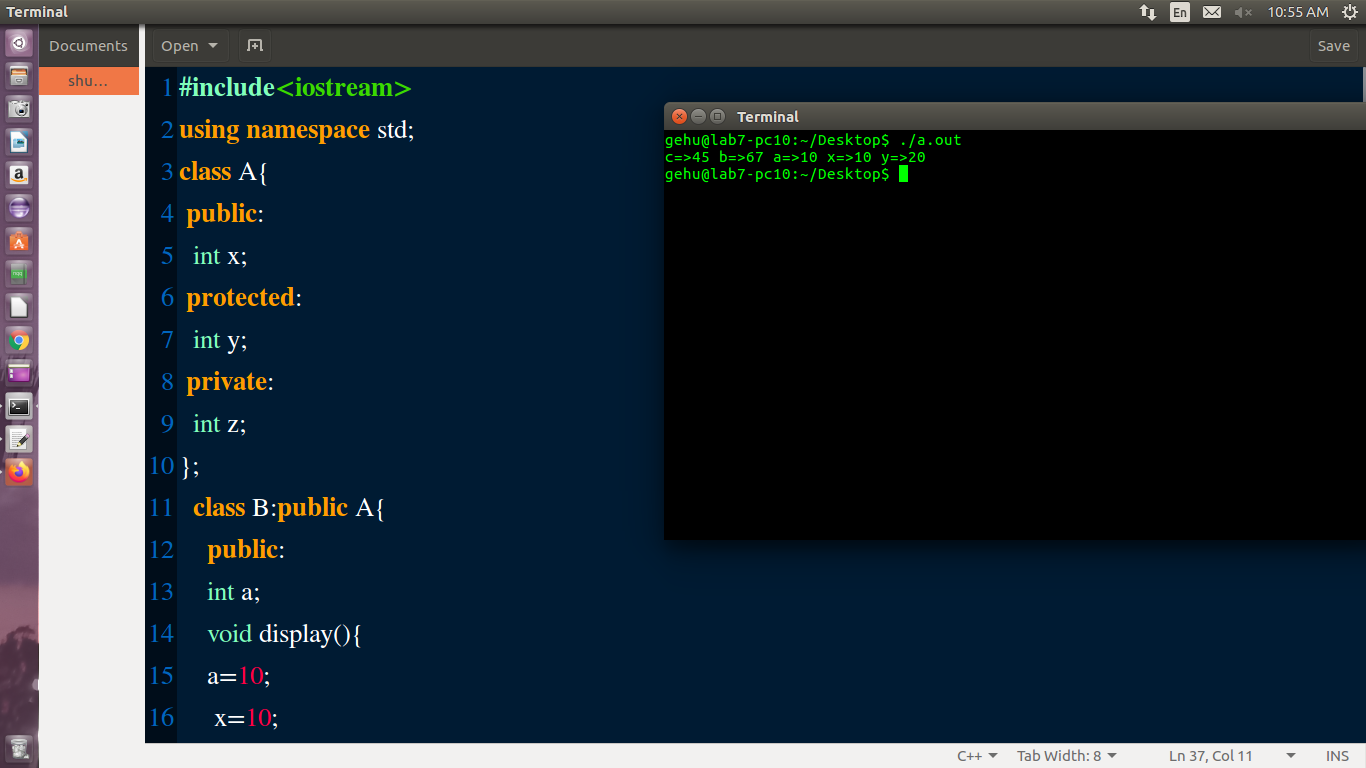 Terminal
En
10:55 AM
Documents
Open
Save
shu...
1 #include<iostream>
2 using namespace std;
3 class A{
4 public:
5 int x;
6 protected:
7 int y;
8 private:
9 int z;
10 };
11 class B:public A{
12 public:
13 int a;
14 void display(){
15 a=10;
16 x=10;
Terminal
gehu@lab7-pc10:~/Desktop$ ./a.out
c=>45 b=>67 a=>10 x=>10 y=>20
gehu@lab7-pc10:~/Desktop$
C++ Tab Width: 8 Ln 37, Col 11 INS